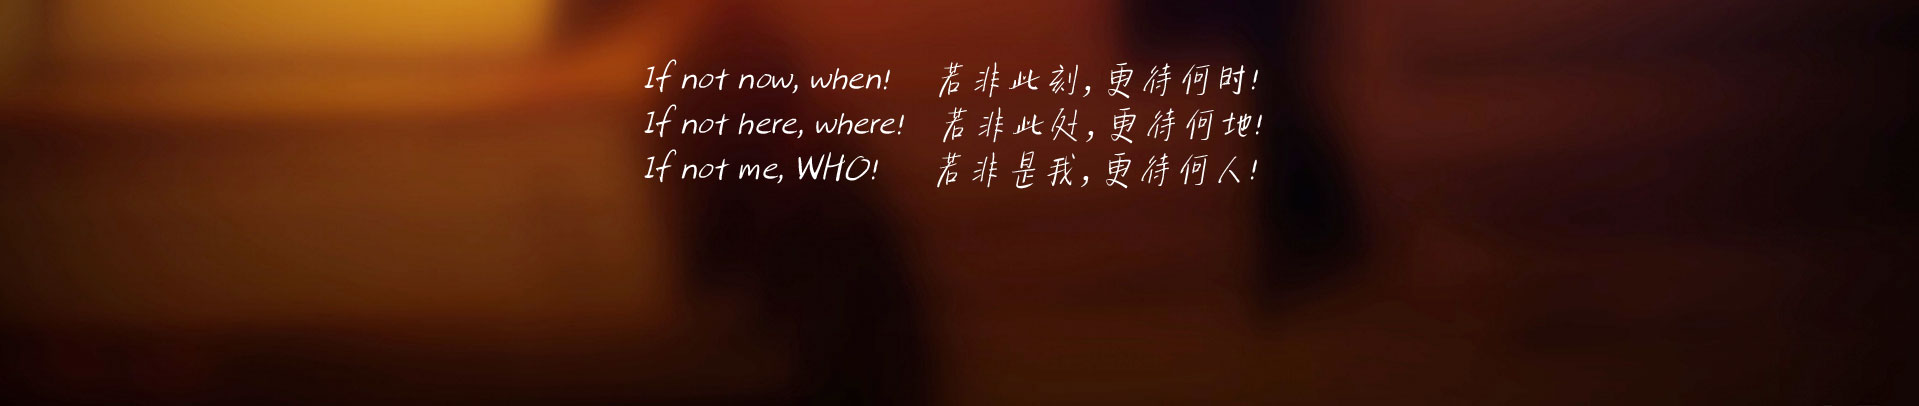 If not now, when! 若非此刻, 更待何时!
If not here, where! 若非此处, 更待何地!
If not me, WHO! 若非是我, 更待何人!